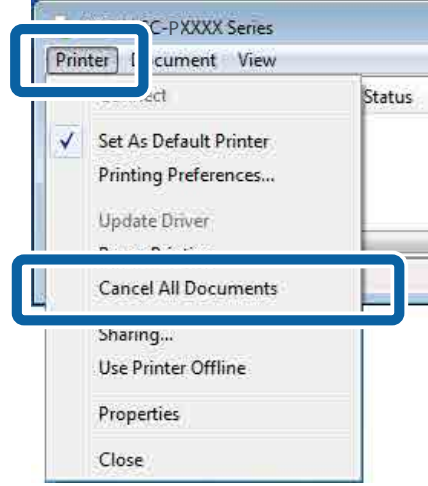 C-PXXXX Series
Printer Document View
Status
Set As Default Printer
Printing Preferences...
Update Driver
Cancel All Documents
Sharing...
Use Printer Offline
Properties
Close